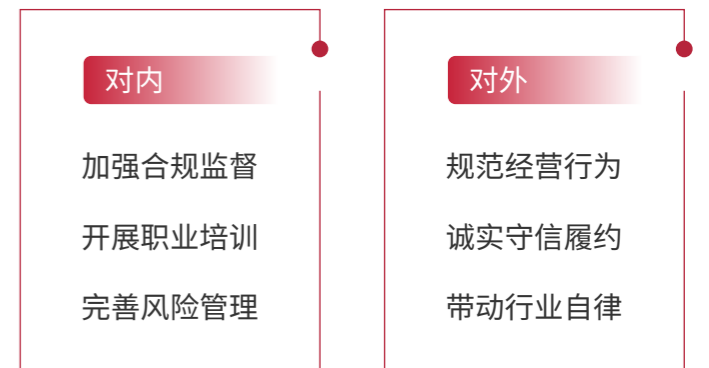 对内
加强合规监督
开展职业培训
完善风险管理
对外
规范经营行为
诚实守信履约
带动行业自律